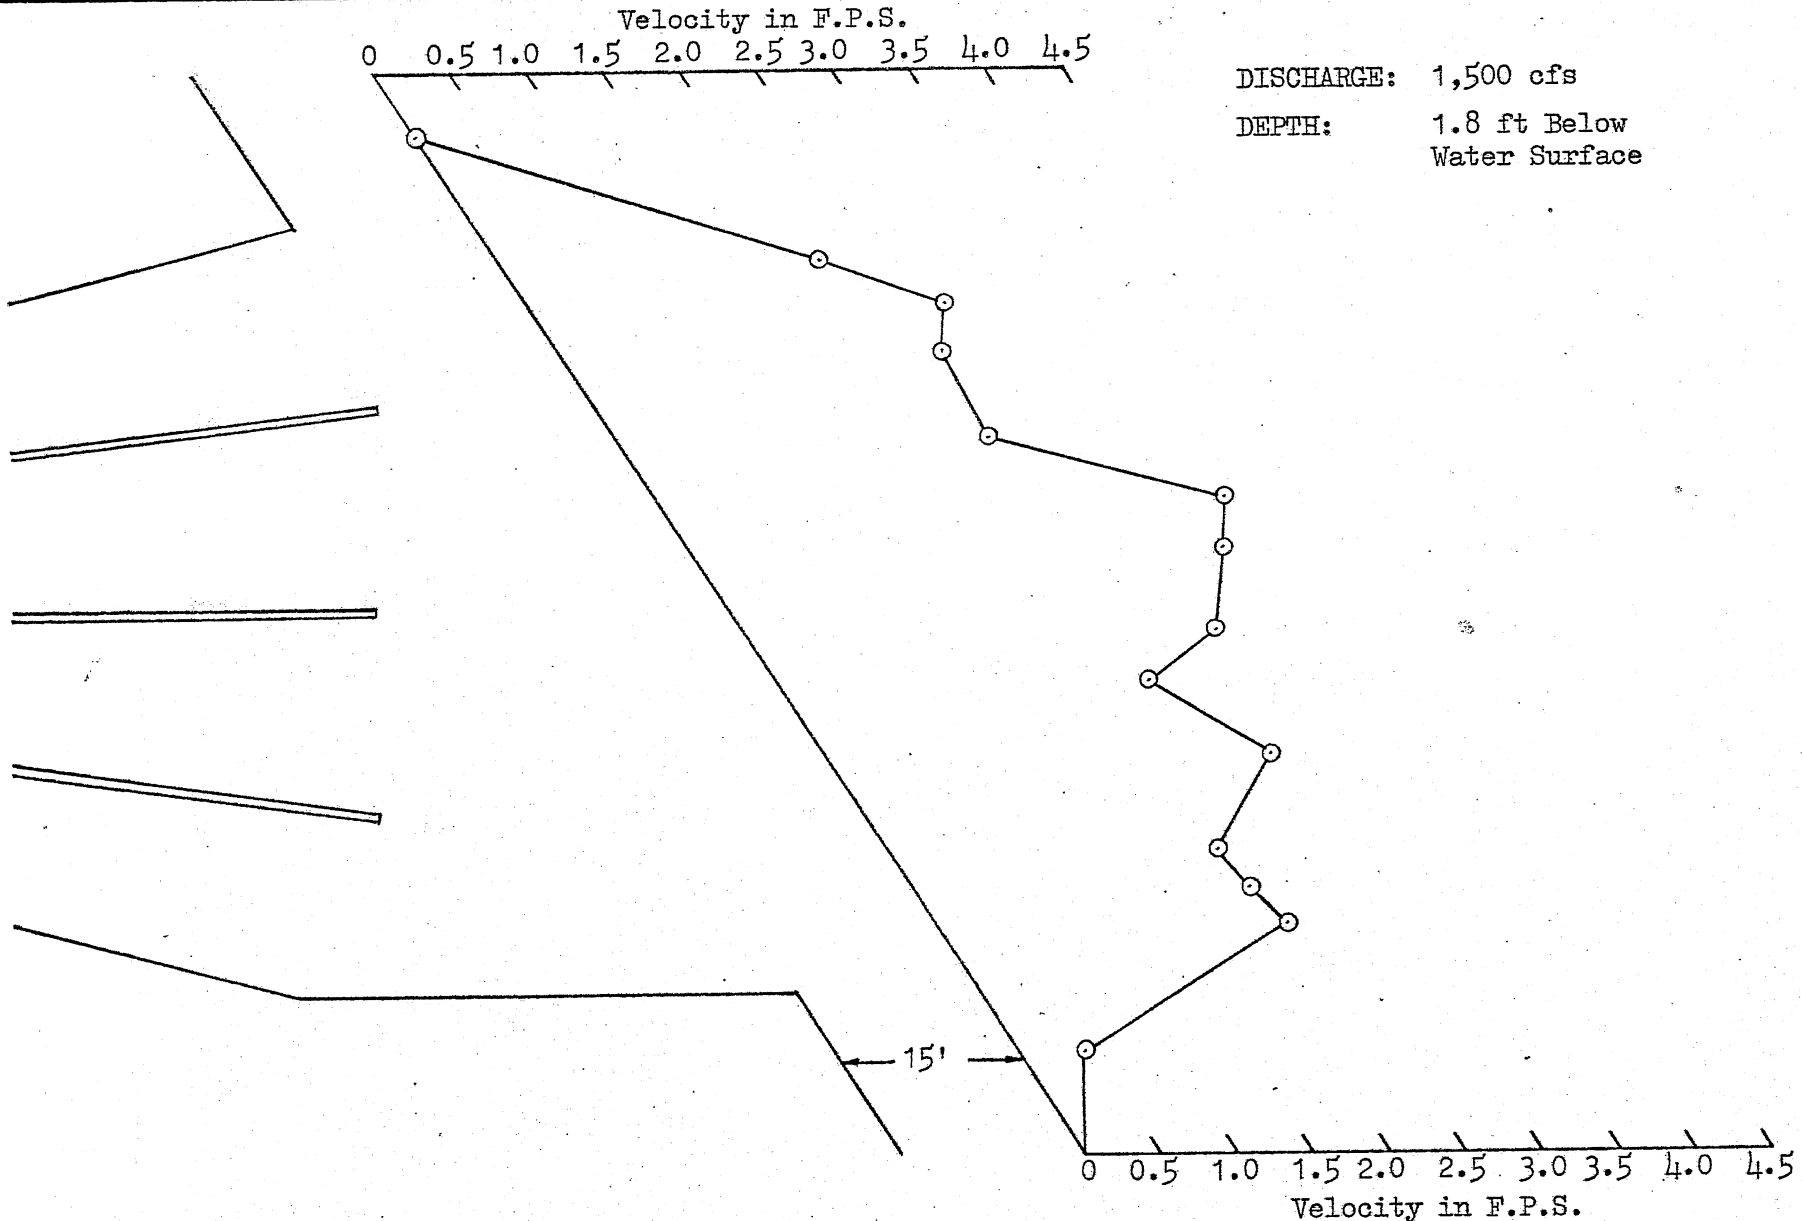 Velocity in F.P.S.
0 0.5 1.0 1.5 2.0 2.5 3.0 3.5 4.0 4.5
DISCHARGE: 1,500 cfs
DEPTH: 1.8 ft Below
Water Surface
15'
0 0.5 1.0 1.5 2.0 2.5 3.0 3.5 4.0 4.5
Velocity in F.P.S.